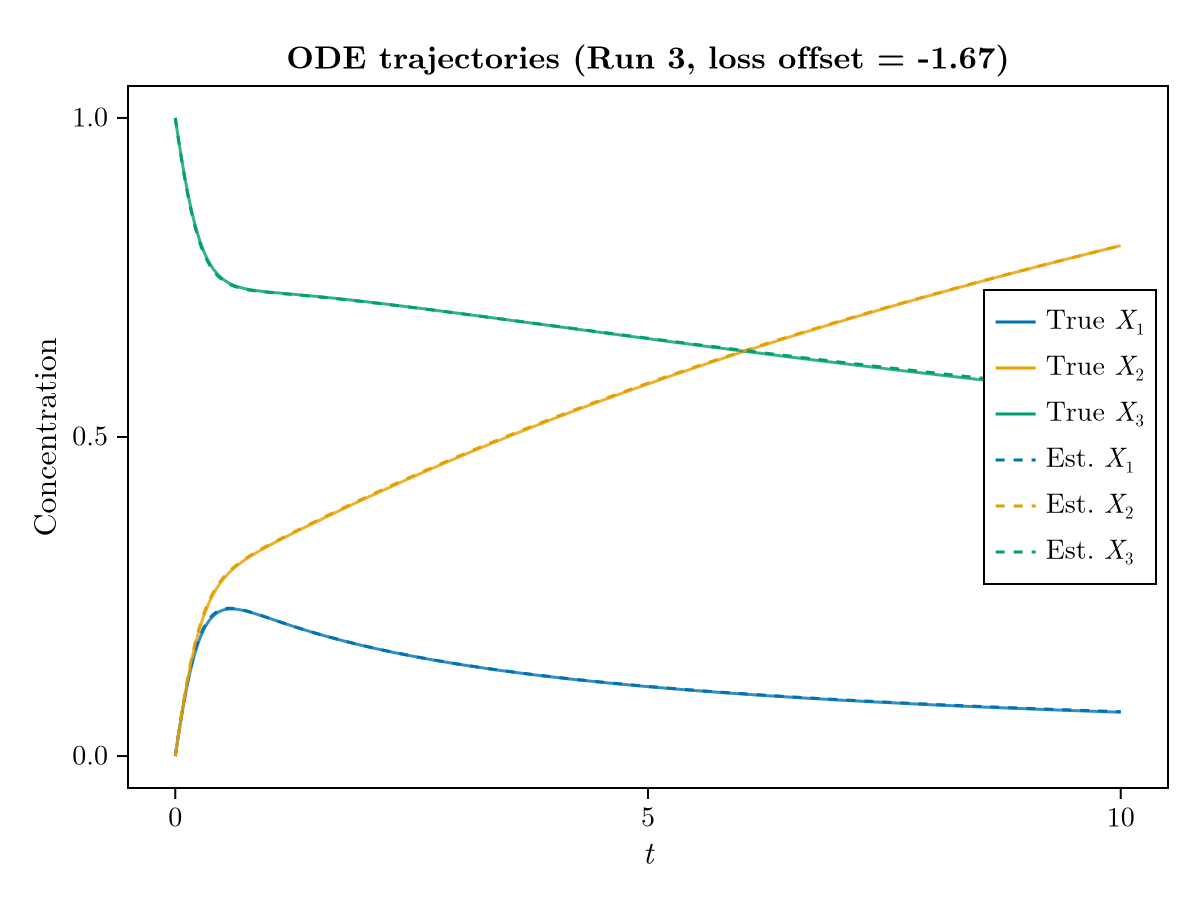 ODE trajectories (Run 3, loss offset = -1.67)
Concentration
1.0
0.5
0.0
0
5
10
t
True X₁
True X₂
True X₃
Est. X₁
Est. X₂
Est. X₃